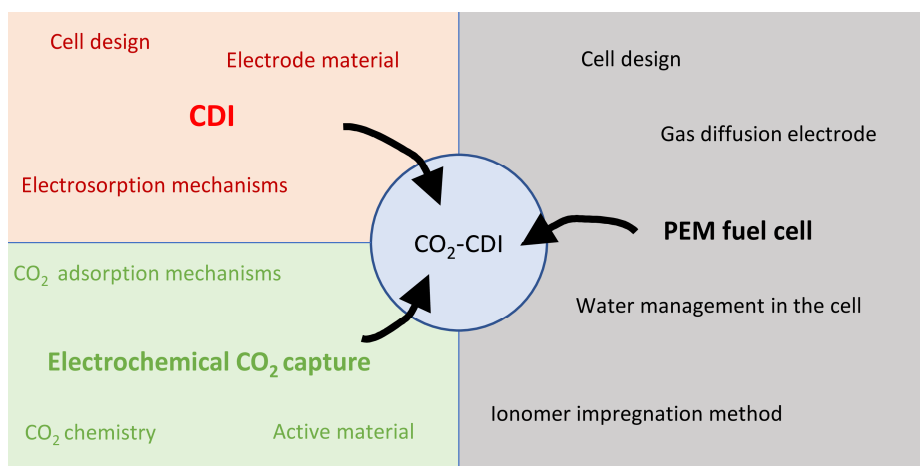 Cell design
Electrode material
CDI
Electrosorption mechanisms
Cell design
Gas diffusion electrode
PEM fuel cell
Water management in the cell
Ionomer impregnation method
CO₂-CDI
CO₂ adsorption mechanisms
Electrochemical CO₂ capture
CO₂ chemistry
Active material